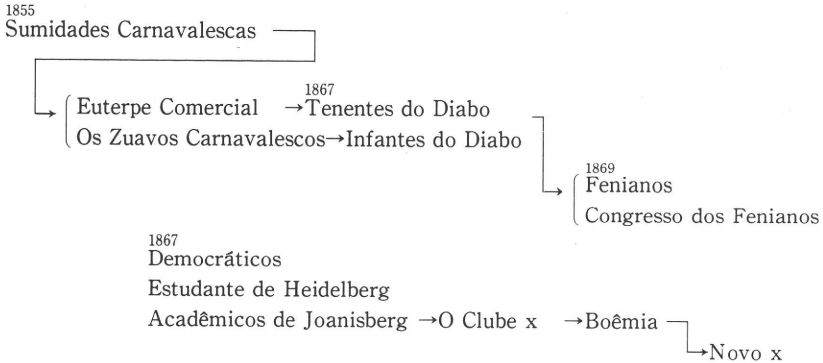 1855
Sumidades Carnavalescas
1867
Euterpe Comercial →Tenentes do Diabo
Os Zuavos Carnavalescos→Infantes do Diabo
1869
Fenianos
Congresso dos Fenianos
1867
Democráticos
Estudante de Heidelberg
Acadêmicos de Joanisberg →O Clube x →Boêmia
→Novo x